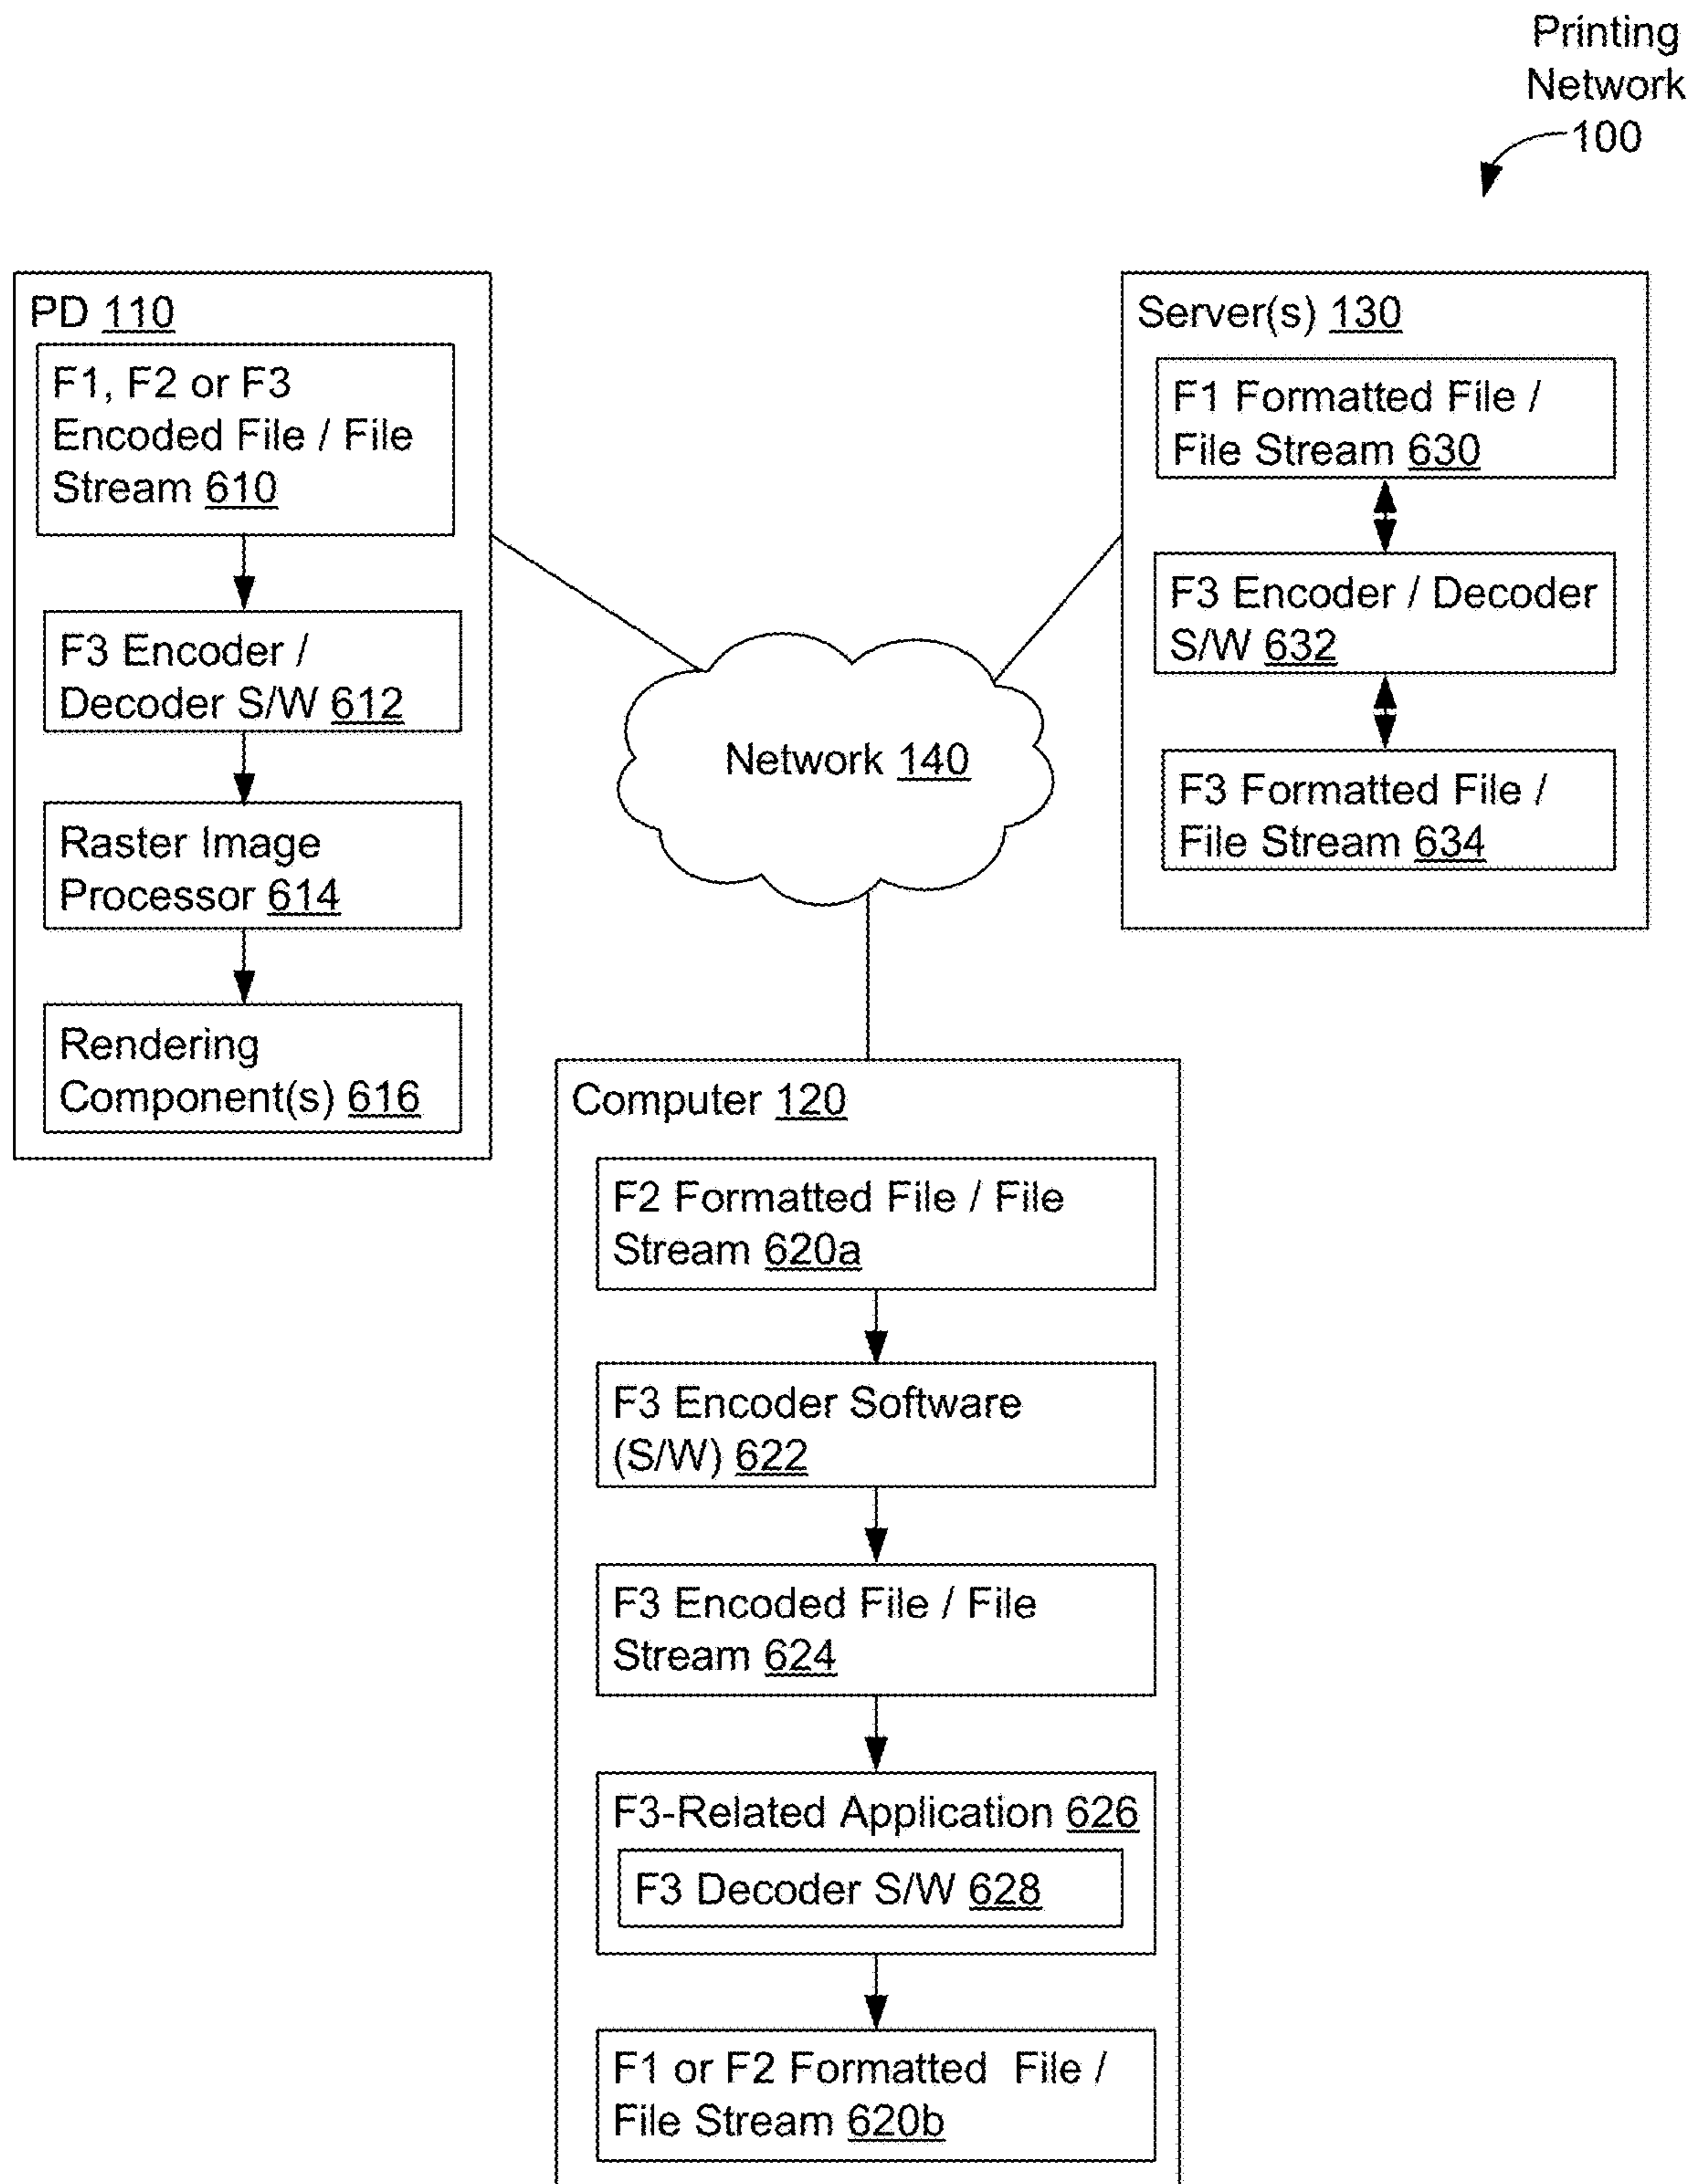 Printing
Network
100
PD 110
F1, F2 or F3
Encoded File / File
Stream 610
F3 Encoder /
Decoder S/W 612
Raster Image
Processor 614
Rendering
Component(s) 616
Network 140
Server(s) 130
F1 Formatted File /
File Stream 630
F3 Encoder / Decoder
S/W 632
F3 Formatted File /
File Stream 634
Computer 120
F2 Formatted File / File
Stream 620a
F3 Encoder Software
(S/W) 622
F3 Encoded File / File
Stream 624
F3-Related Application 626
F3 Decoder S/W 628
F1 or F2 Formatted File /
File Stream 620b